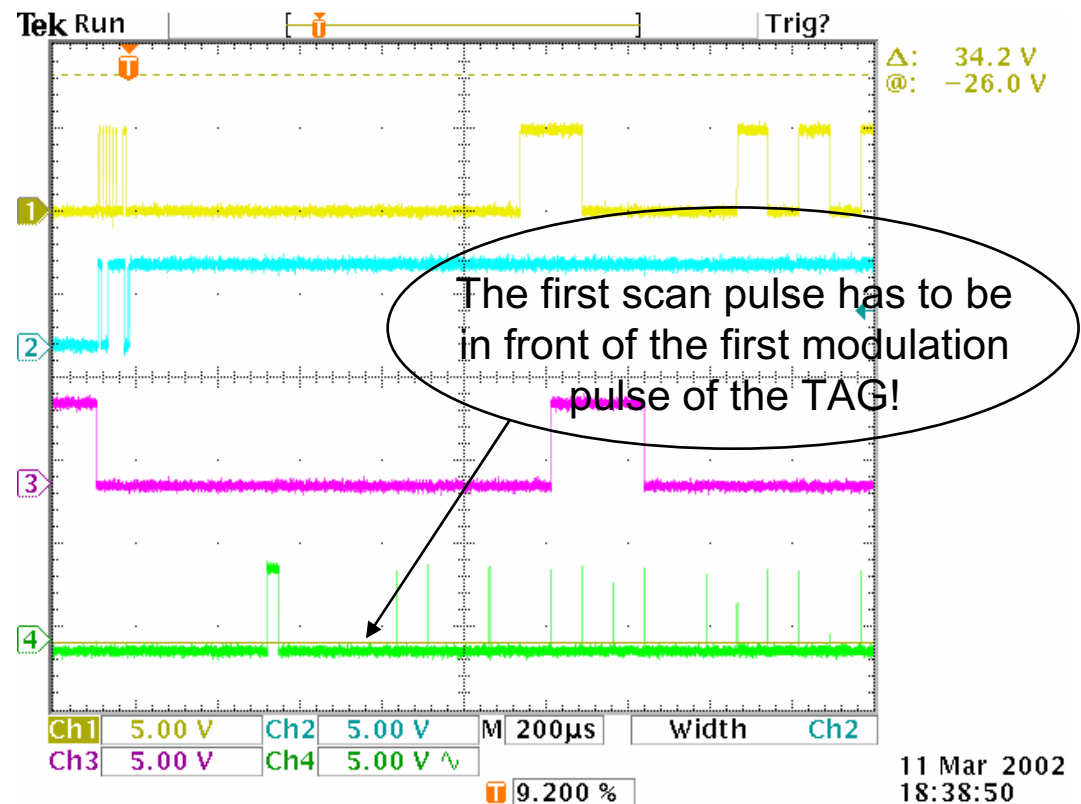 Tek Run [ T ] Trig?
T
Δ: 34.2 V
@: −26.0 V
1
2
The first scan pulse has to be
in front of the first modulation
pulse of the TAG!
3
4
Ch1 5.00 V Ch2 5.00 V M 200µs Width Ch2
Ch3 5.00 V Ch4 5.00 V ∿
T 9.200 %
11 Mar 2002
18:38:50